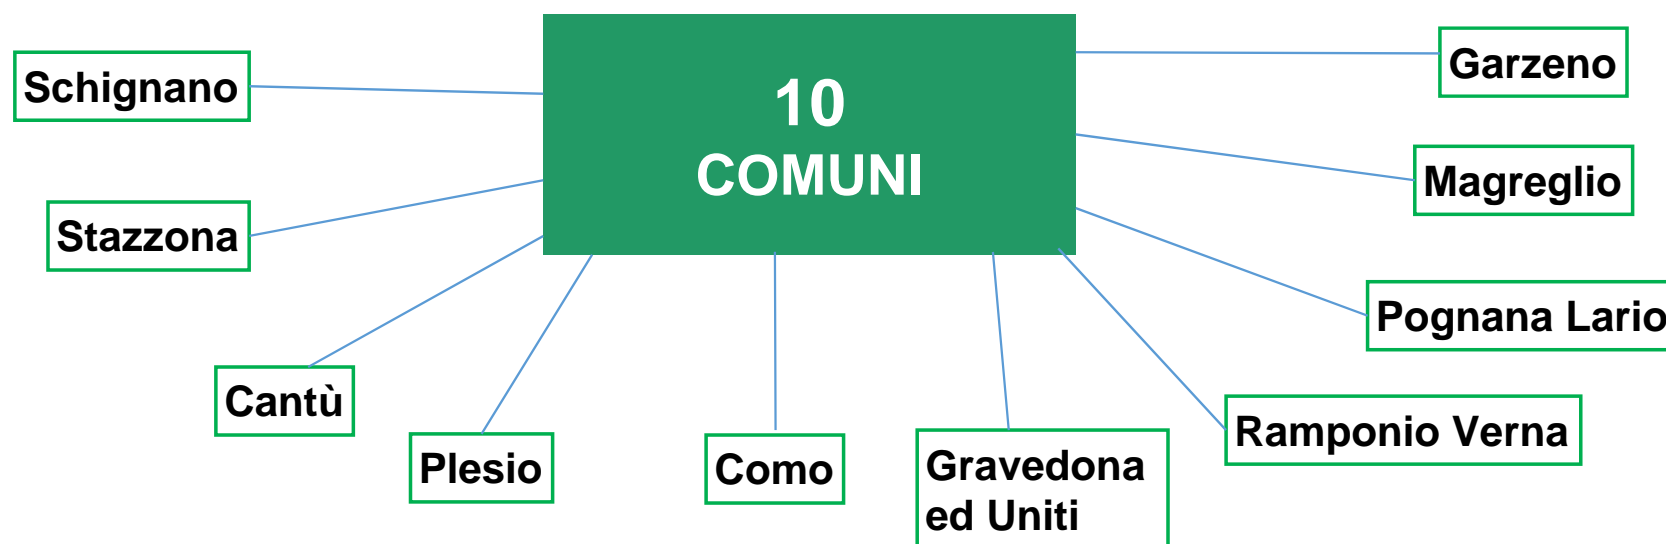 10
COMUNI
Schignano
Stazzona
Cantù
Plesio
Como
Gravedona
ed Uniti
Ramponio Verna
Pognana Lario
Magreglio
Garzeno